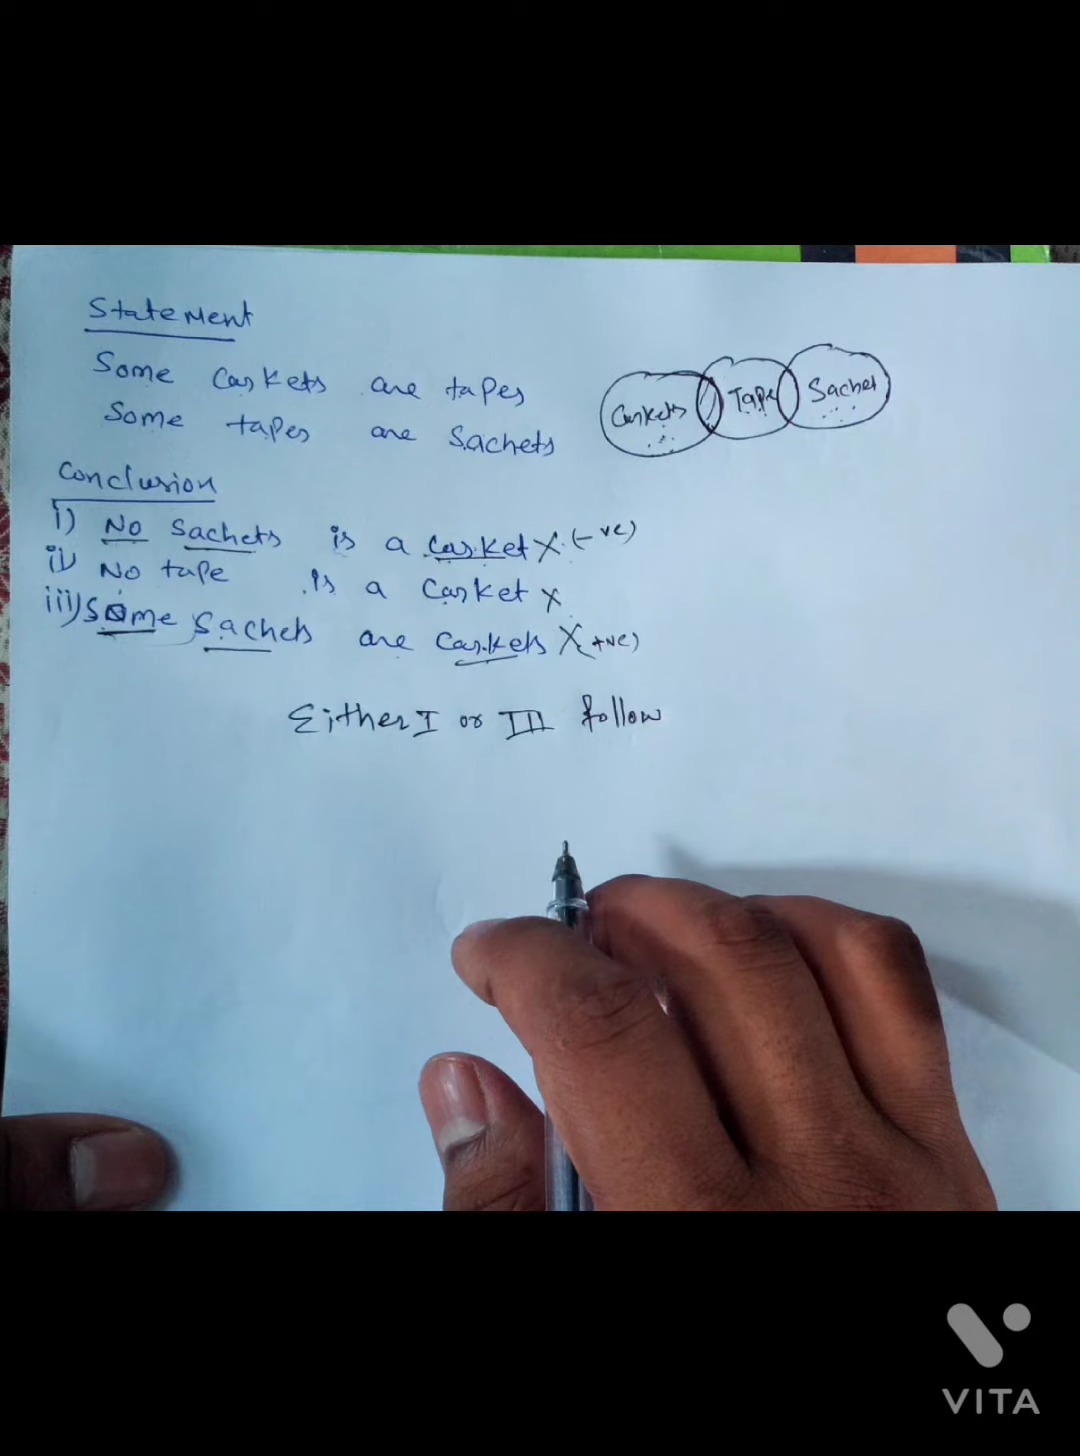 Statement
Some Caskets are tapes
Some tapes are Sachets
Caskets Tape Sachet
Conclusion
i) No Sachets is a Casket X (-ve)
ii) No tape is a Casket X
iii) Some Sachets are Caskets X (+ve)
Either I or III follow
VITA